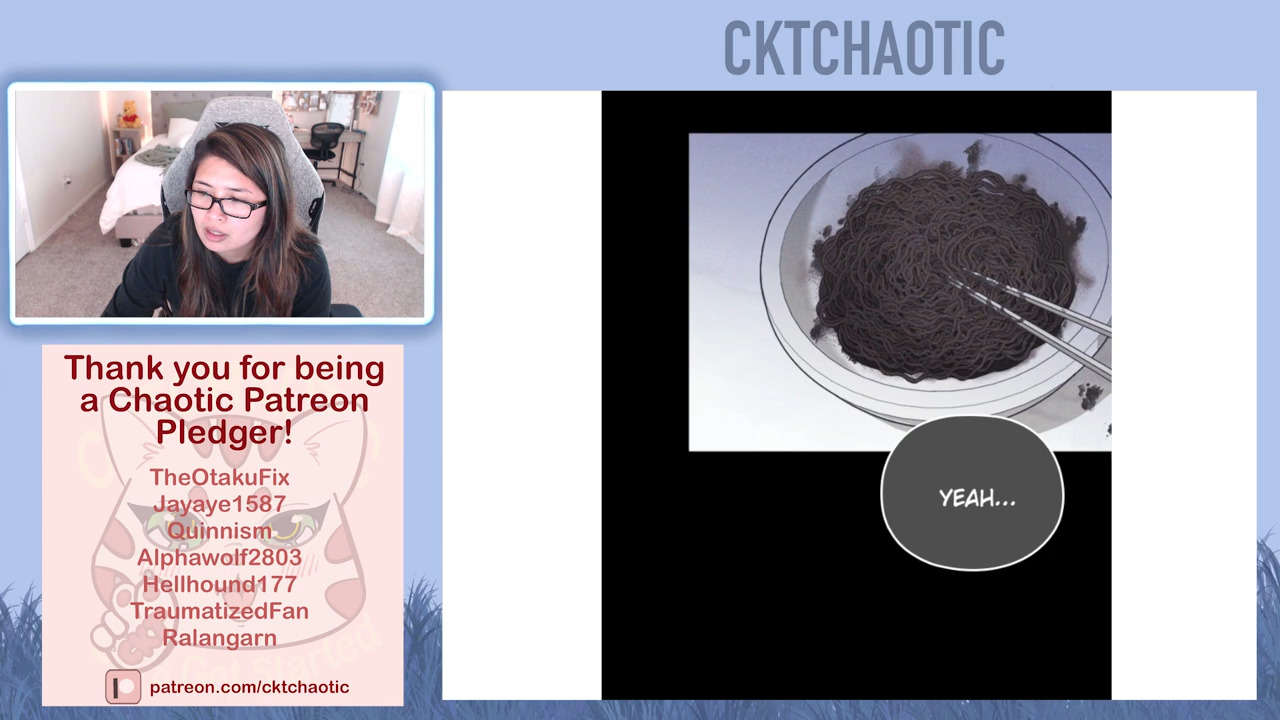 CKTCHAOTIC
Thank you for being
a Chaotic Patreon
Pledger!
TheOtakuFix
Jayaye1587
Quinnism
Alphawolf2803
Hellhound177
TraumatizedFan
Ralangarn
patreon.com/cktchaotic
YEAH...